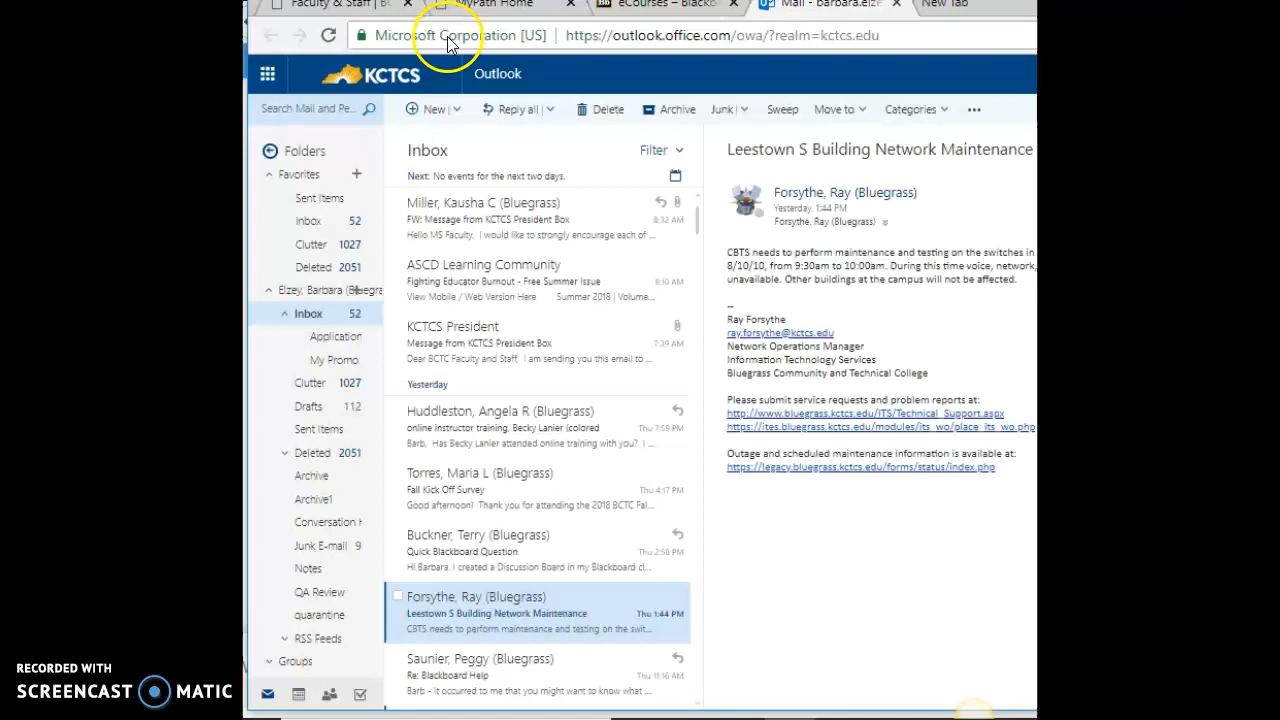 Faculty & Staff | BC
MyPath Home
eCourses – Blackb
Mail - barbara.elze
New Tab
Microsoft Corporation [US] | https://outlook.office.com/owa/?realm=kctcs.edu
KCTCS
Outlook
Search Mail and Pe...
New
Reply all
Delete
Archive
Junk
Sweep
Move to
Categories
Folders
Favorites
Sent Items
Inbox 52
Clutter 1027
Deleted 2051
Elzey, Barbara (Bluegra
Inbox 52
Application
My Promo
Clutter 1027
Drafts 112
Sent Items
Deleted 2051
Archive
Archive1
Conversation H
Junk E-mail 9
Notes
QA Review
quarantine
RSS Feeds
Groups
Inbox
Filter
Next: No events for the next two days.
Miller, Kausha C (Bluegrass)
FW: Message from KCTCS President Box 8:32 AM
Hello MS Faculty. I would like to strongly encourage each of ...
ASCD Learning Community
Fighting Educator Burnout - Free Summer Issue 8:10 AM
View Mobile / Web Version Here Summer 2018 | Volume...
KCTCS President
Message from KCTCS President Box 7:39 AM
Dear BCTC Faculty and Staff I am sending you this email to ...
Yesterday
Huddleston, Angela R (Bluegrass)
online instructor training, Becky Lanier (colored Thu 7:59 PM
Barb, Has Becky Lanier attended online training with you? I ...
Torres, Maria L (Bluegrass)
Fall Kick Off Survey Thu 4:17 PM
Good afternoon! Thank you for attending the 2018 BCTC Fal...
Buckner, Terry (Bluegrass)
Quick Blackboard Question Thu 2:58 PM
Hi Barbara, I created a Discussion Board in my Blackboard cl...
Forsythe, Ray (Bluegrass)
Leestown S Building Network Maintenance Thu 1:44 PM
CBTS needs to perform maintenance and testing on the swit...
Saunier, Peggy (Bluegrass)
Re: Blackboard Help Thu 11:16 AM
Barb - It occurred to me that you might want to know what ...
Leestown S Building Network Maintenance
Forsythe, Ray (Bluegrass)
Yesterday, 1:44 PM
Forsythe, Ray (Bluegrass)
CBTS needs to perform maintenance and testing on the switches in
8/10/10, from 9:30am to 10:00am. During this time voice, network,
unavailable. Other buildings at the campus will not be affected.
--
Ray Forsythe
ray.forsythe@kctcs.edu
Network Operations Manager
Information Technology Services
Bluegrass Community and Technical College
Please submit service requests and problem reports at:
http://www.bluegrass.kctcs.edu/ITS/Technical_Support.aspx
https://ites.bluegrass.kctcs.edu/modules/its_wo/place_its_wo.php
Outage and scheduled maintenance information is available at:
https://legacy.bluegrass.kctcs.edu/forms/status/index.php
RECORDED WITH
SCREENCAST MATIC